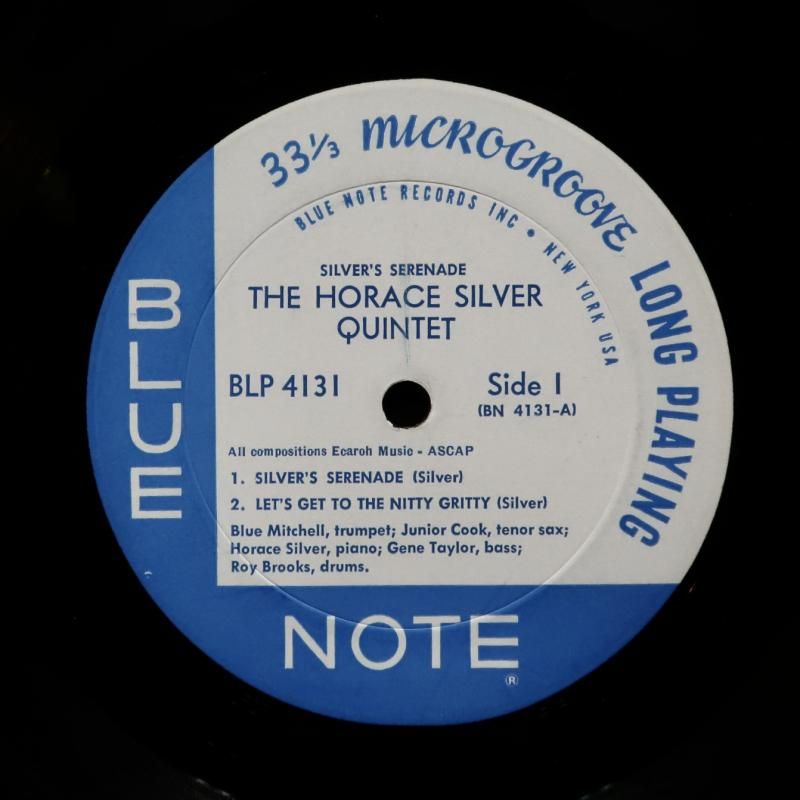 33⅓ MICROGROOVE LONG PLAYING
BLUE NOTE RECORDS INC • NEW YORK USA
SILVER'S SERENADE
THE HORACE SILVER
QUINTET
BLP 4131
Side 1
(BN 4131-A)
All compositions Ecaroh Music - ASCAP
1. SILVER'S SERENADE (Silver)
2. LET'S GET TO THE NITTY GRITTY (Silver)
Blue Mitchell, trumpet; Junior Cook, tenor sax;
Horace Silver, piano; Gene Taylor, bass;
Roy Brooks, drums.
BLUE
NOTE
®